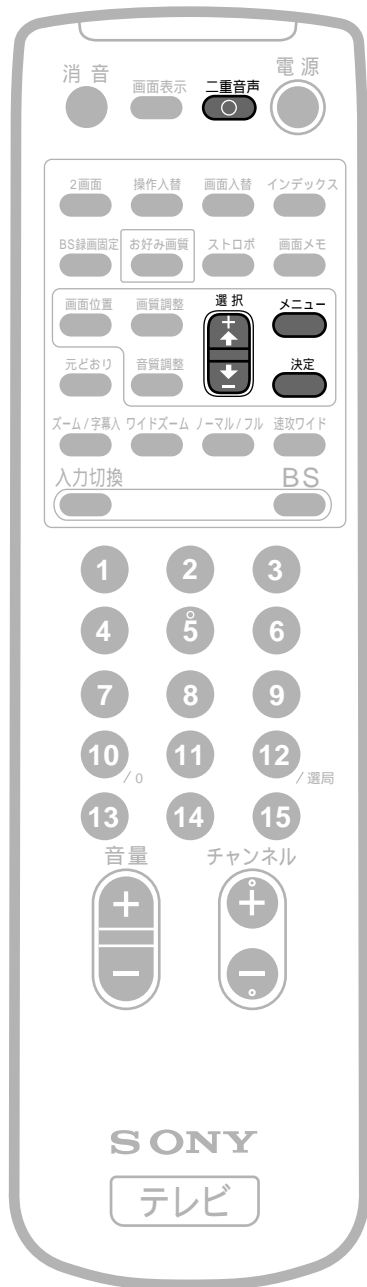 消音 画面表示 二重音声 電源
2画面 操作入替 画面入替 インデックス
BS録画固定 お好み画質 ストロボ 画面メモ
画面位置 画質調整 選択 メニュー
+
元どおり 音質調整 決定
−
ズーム/字幕入 ワイドズーム ノーマル/フル 速攻ワイド
入力切換 BS
1 2 3
4 5 6
7 8 9
10/0 11 12/選局
13 14 15
音量 チャンネル
+ +
− −
SONY
テレビ